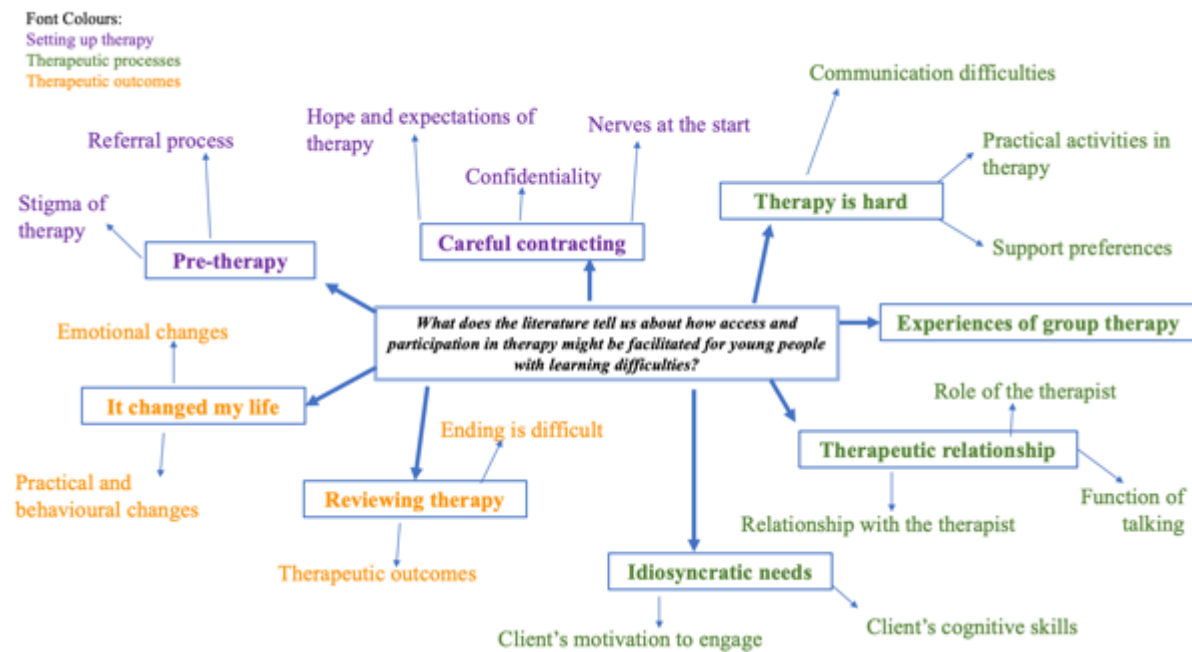 Font Colours:
Setting up therapy
Therapeutic processes
Therapeutic outcomes
Communication difficulties
Hope and expectations of
therapy
Nerves at the start
Referral process
Practical activities in
therapy
Confidentiality
Stigma of
therapy
Therapy is hard
Careful contracting
Support preferences
Pre-therapy
What does the literature tell us about how access and
participation in therapy might be facilitated for young people
with learning difficulties?
Experiences of group therapy
Emotional changes
It changed my life
Role of the therapist
Ending is difficult
Therapeutic relationship
Practical and
behavioural changes
Reviewing therapy
Function of
talking
Relationship with the therapist
Therapeutic outcomes
Idiosyncratic needs
Client's motivation to engage
Client's cognitive skills